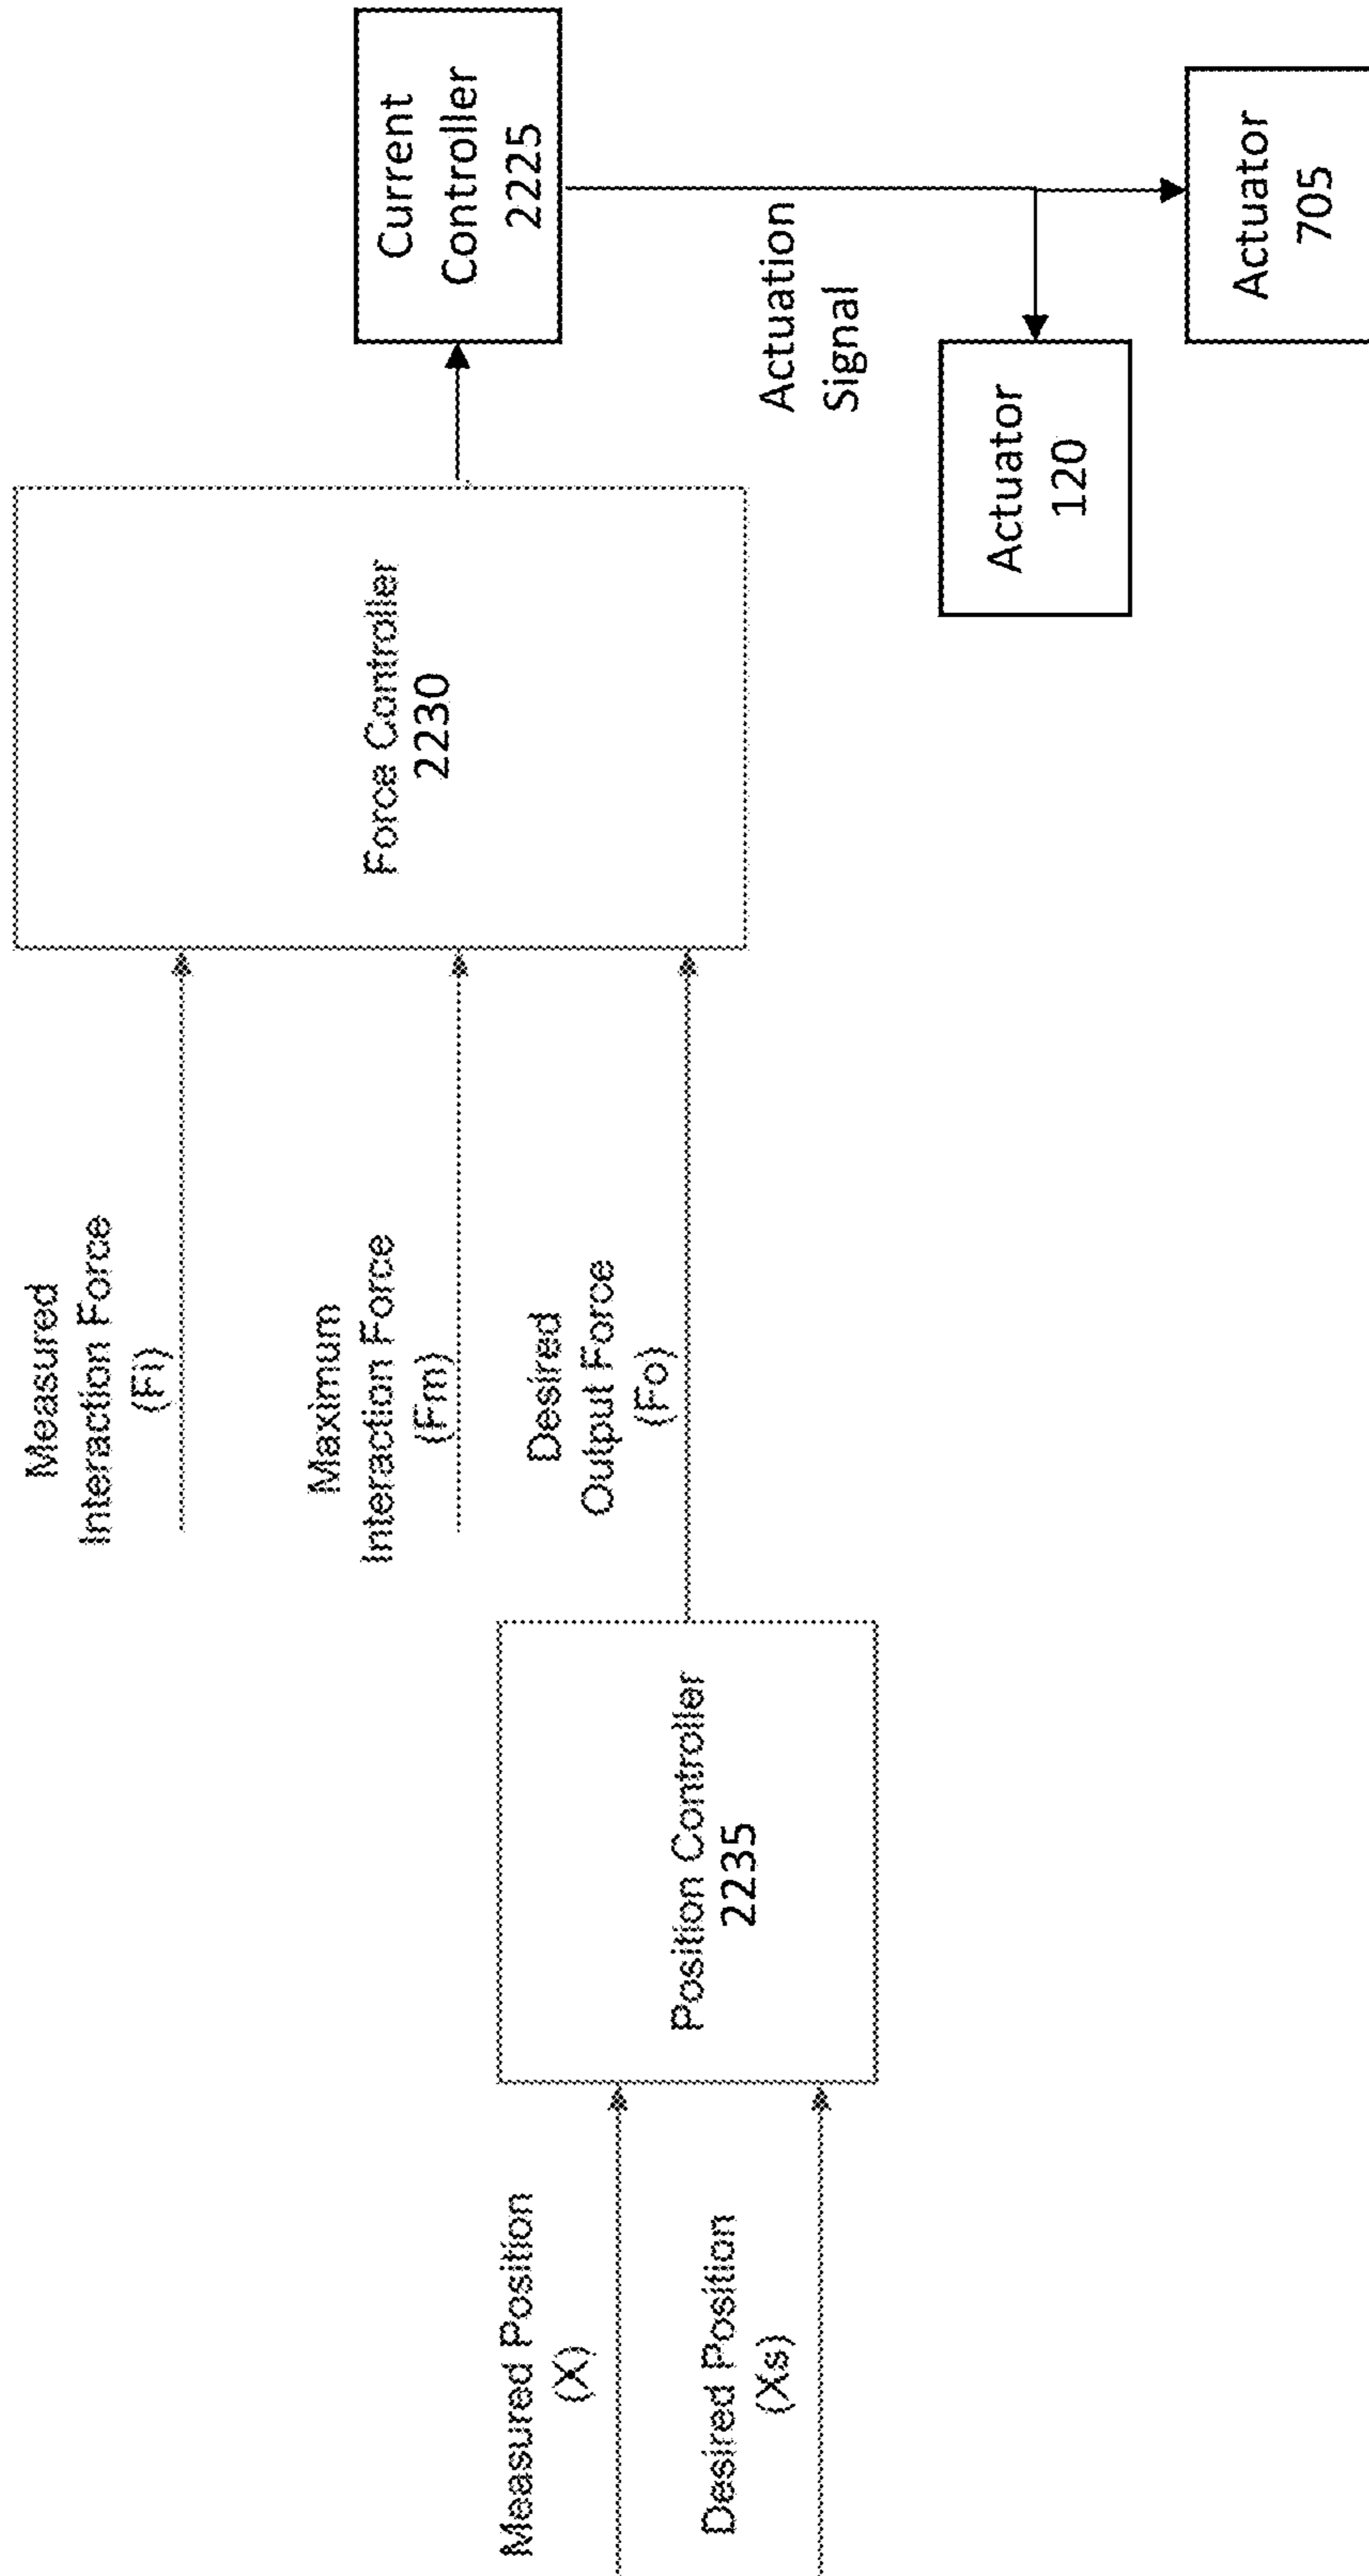 Measured Position
(X)
Desired Position
(Xs)
Position Controller
2235
Measured
Interaction Force
(Fi)
Maximum
Interaction Force
(Fm)
Desired
Output Force
(Fo)
Force Controller
2230
Current
Controller
2225
Actuation
Signal
Actuator
120
Actuator
705